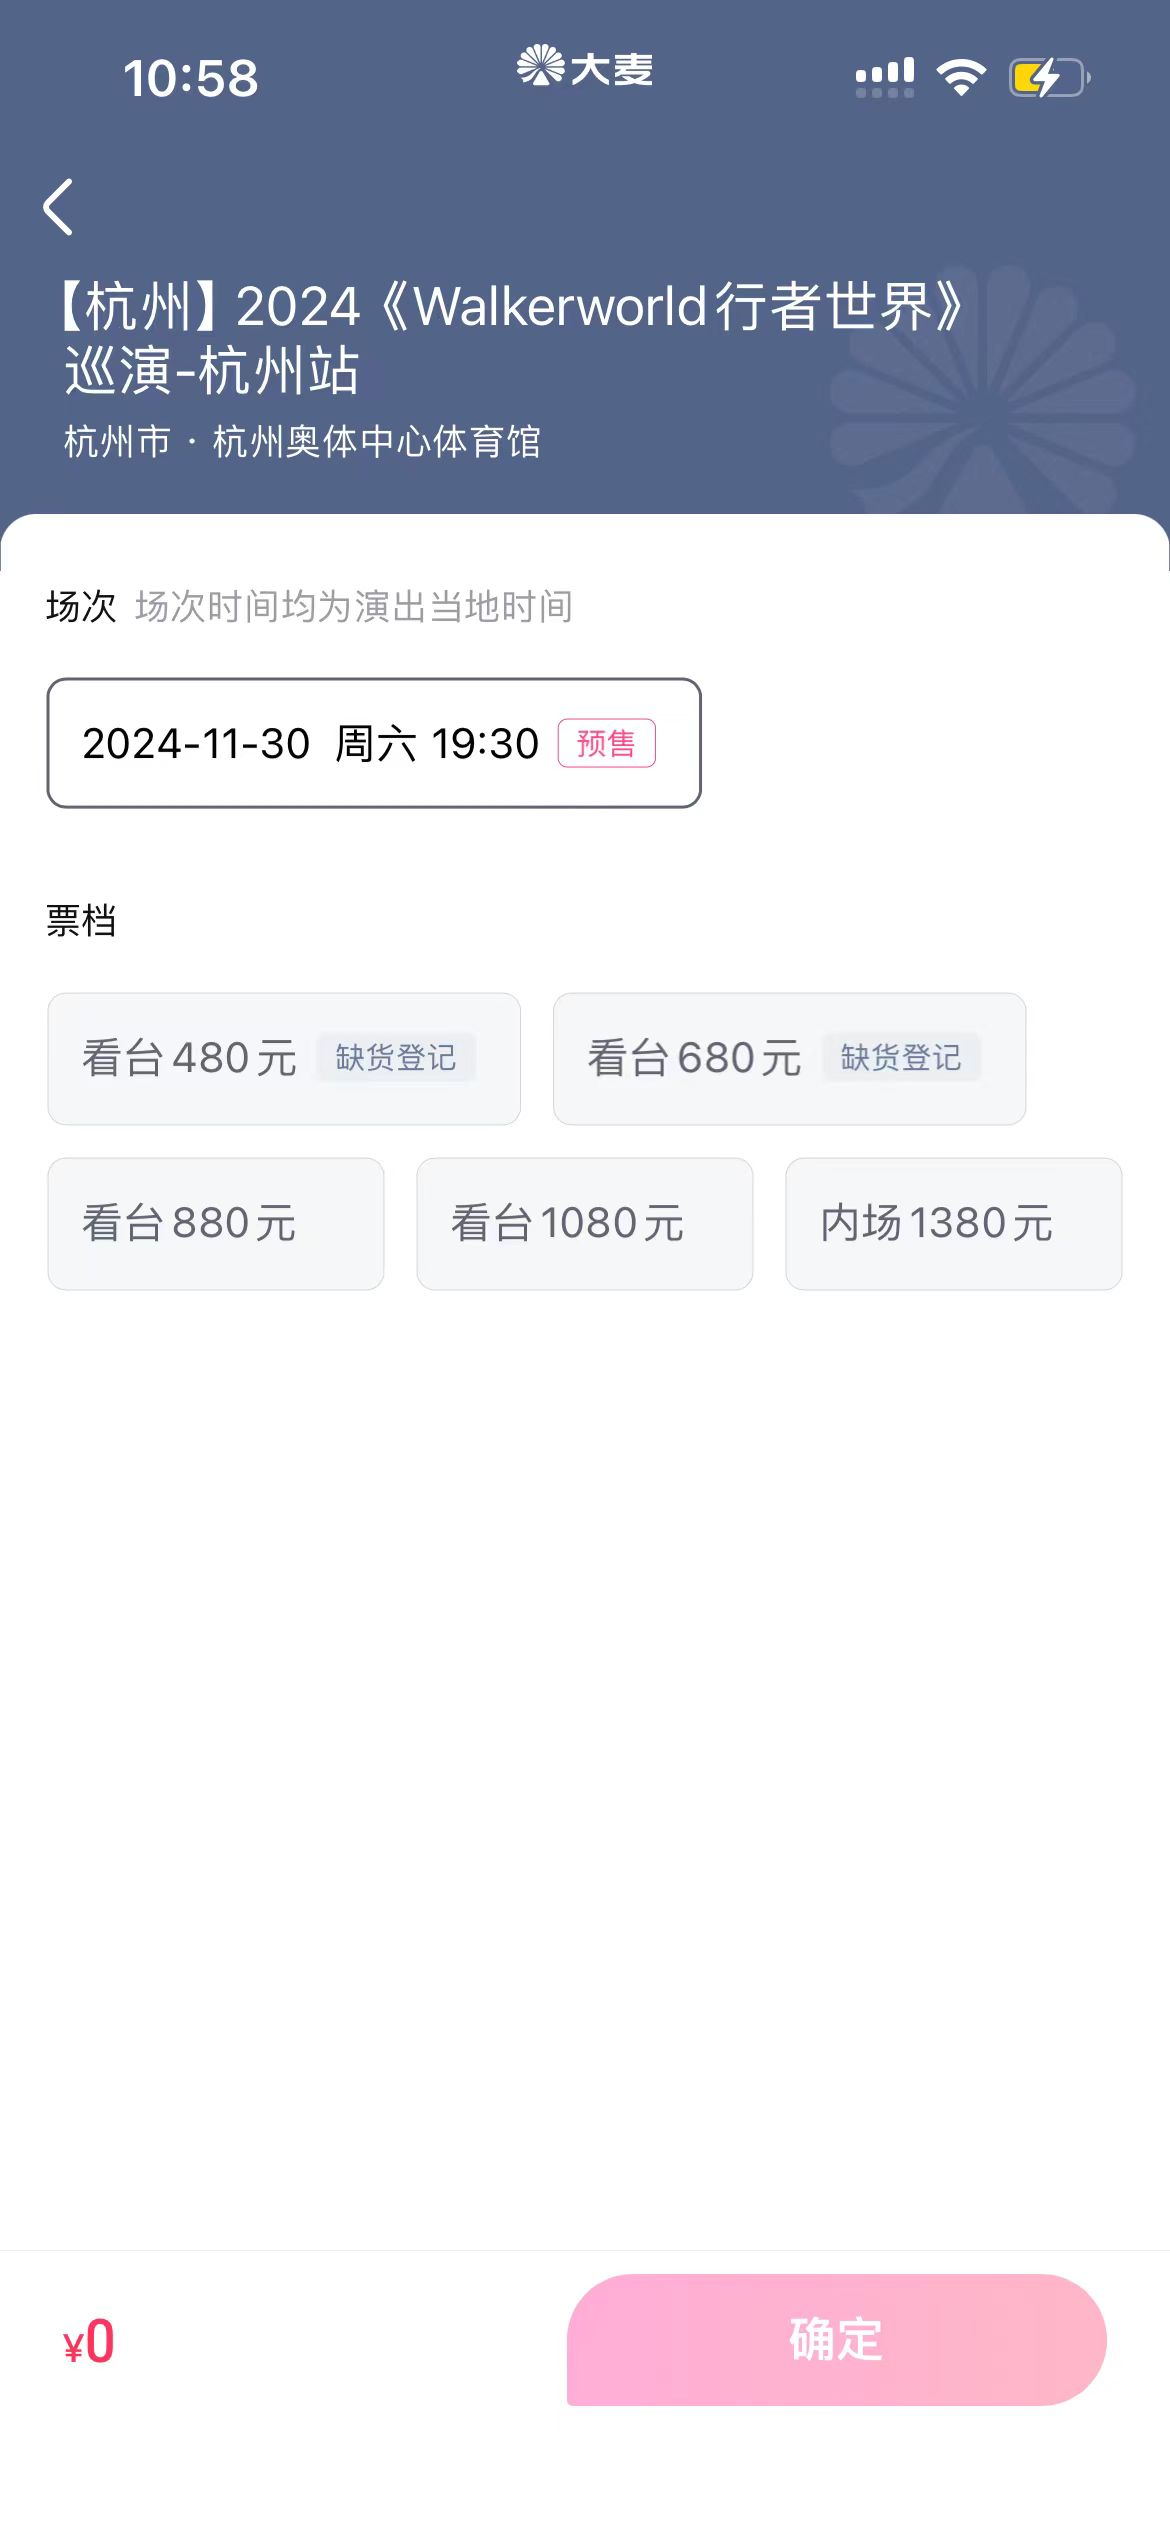 10:58
大麦
【杭州】2024《Walkerworld行者世界》
巡演-杭州站
杭州市 · 杭州奥体中心体育馆
场次 场次时间均为演出当地时间
2024-11-30 周六 19:30 预售
票档
看台480元 缺货登记 看台680元 缺货登记
看台880元 看台1080元 内场1380元
¥0 确定